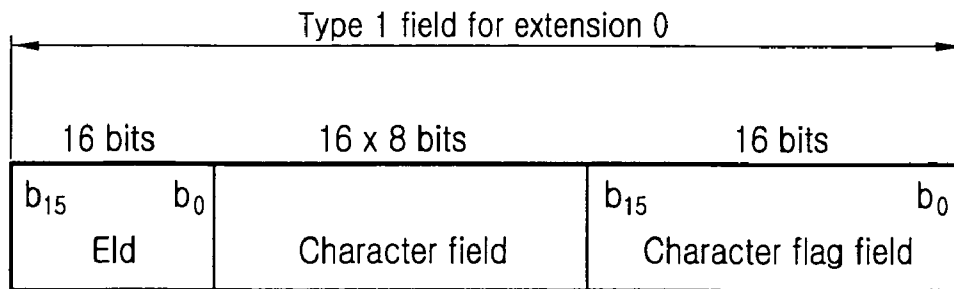 Type 1 field for extension 0
16 bits 16 x 8 bits 16 bits
b15 b0 b15 b0
Eld Character field Character flag field